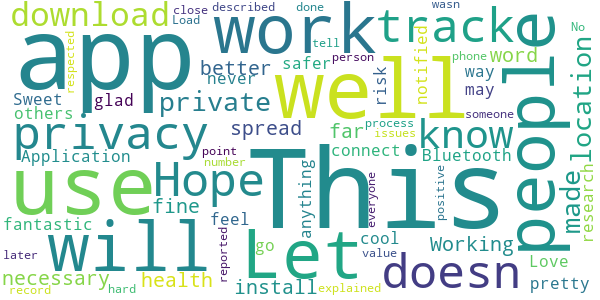 download
close
described
done
wasn
Load
app
work
track
people
respected
tell
person
No
Sweet
better
safer
notified
word
glad
never
risk
phone
way
others
private
well
may
someone
location
privacy
spread
far
process
know
issues
made
research
Application
point
connect
Bluetooth
use
Hope
number
This
anything
everyone
positive
fine
feel
cool
value
Love
fantastic
will
go
Let
Working
later
necessary
health
reported
doesn
pretty
record
hard
install
explained